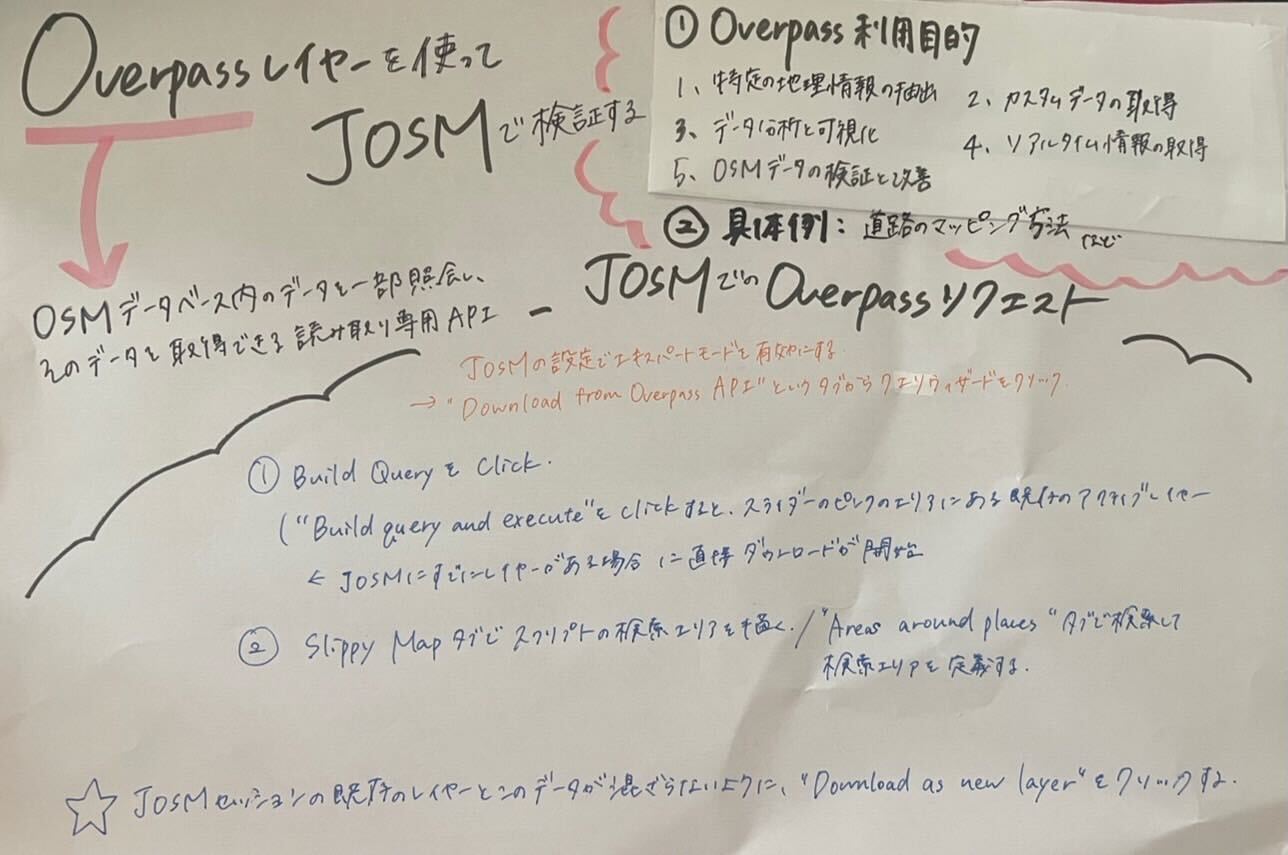 Overpassレイヤーを使って
JOSMで検証する
① Overpass 利用目的
1、特定の地理情報の抽出
2、カスタムデータの取得
3、データ分析と可視化
4、リアルタイム情報の取得
5、OSMデータの検証と改善
② 具体例：道路のマッピング方法 など
OSMデータベース内のデータを一部照会し、
そのデータを取得できる読み取り専用API
- JOSMでのOverpassリクエスト
JOSMの設定でエキスパートモードを有効にする
→"Download from Overpass API"というタブからクエリウィザードをクリック.
① Build Queryを Click.
("Build query and execute"を clickすると、スライダーのピンクのエリアにある既存のアクティブレイヤー
← JOSMにすでにレイヤーがある場合 に直接 ダウンロードが開始
② Slippy Map タブで スクリプトの検索エリアを描く. / "Areas around places "タブで検索して
検索エリアを定義する.
☆ JOSMセッションの既存のレイヤーとこのデータが混ざらないように、"Download as new layer"をクリックする.